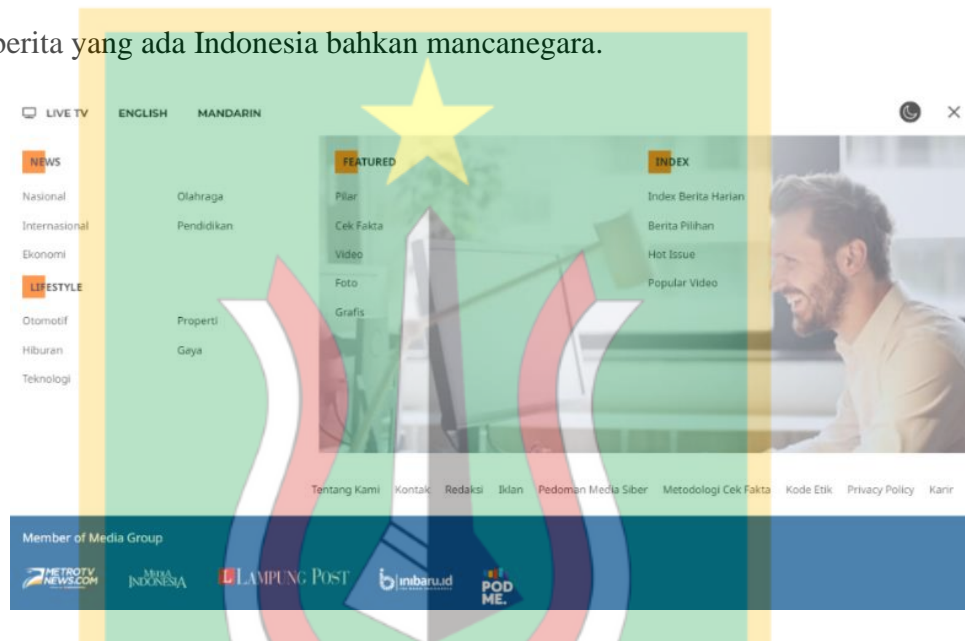 berita yang ada Indonesia bahkan mancanegara.
LIVE TV ENGLISH MANDARIN
NEWS
Nasional Olahraga
Internasional Pendidikan
Ekonomi
LIFESTYLE
Otomotif Properti
Hiburan Gaya
Teknologi
FEATURED
Pilar
Cek Fakta
Video
Foto
Grafis
INDEX
Index Berita Harian
Berita Pilihan
Hot Issue
Popular Video
Tentang Kami Kontak Redaksi Iklan Pedoman Media Siber Metodologi Cek Fakta Kode Etik Privacy Policy Karir
Member of Media Group
METROTV NEWS.COM MEDIA INDONESIA L LAMPUNG POST inibaru.id POD ME.